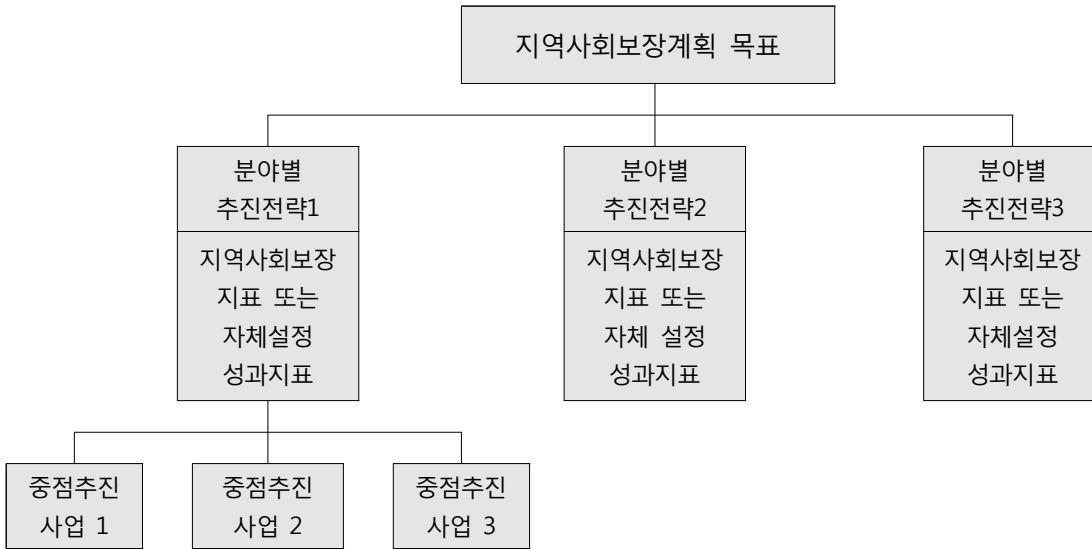 지역사회보장계획 목표
분야별
추진전략1
지역사회보장
지표 또는
자체설정
성과지표
분야별
추진전략2
지역사회보장
지표 또는
자체 설정
성과지표
분야별
추진전략3
지역사회보장
지표 또는
자체설정
성과지표
중점추진
사업 1
중점추진
사업 2
중점추진
사업 3